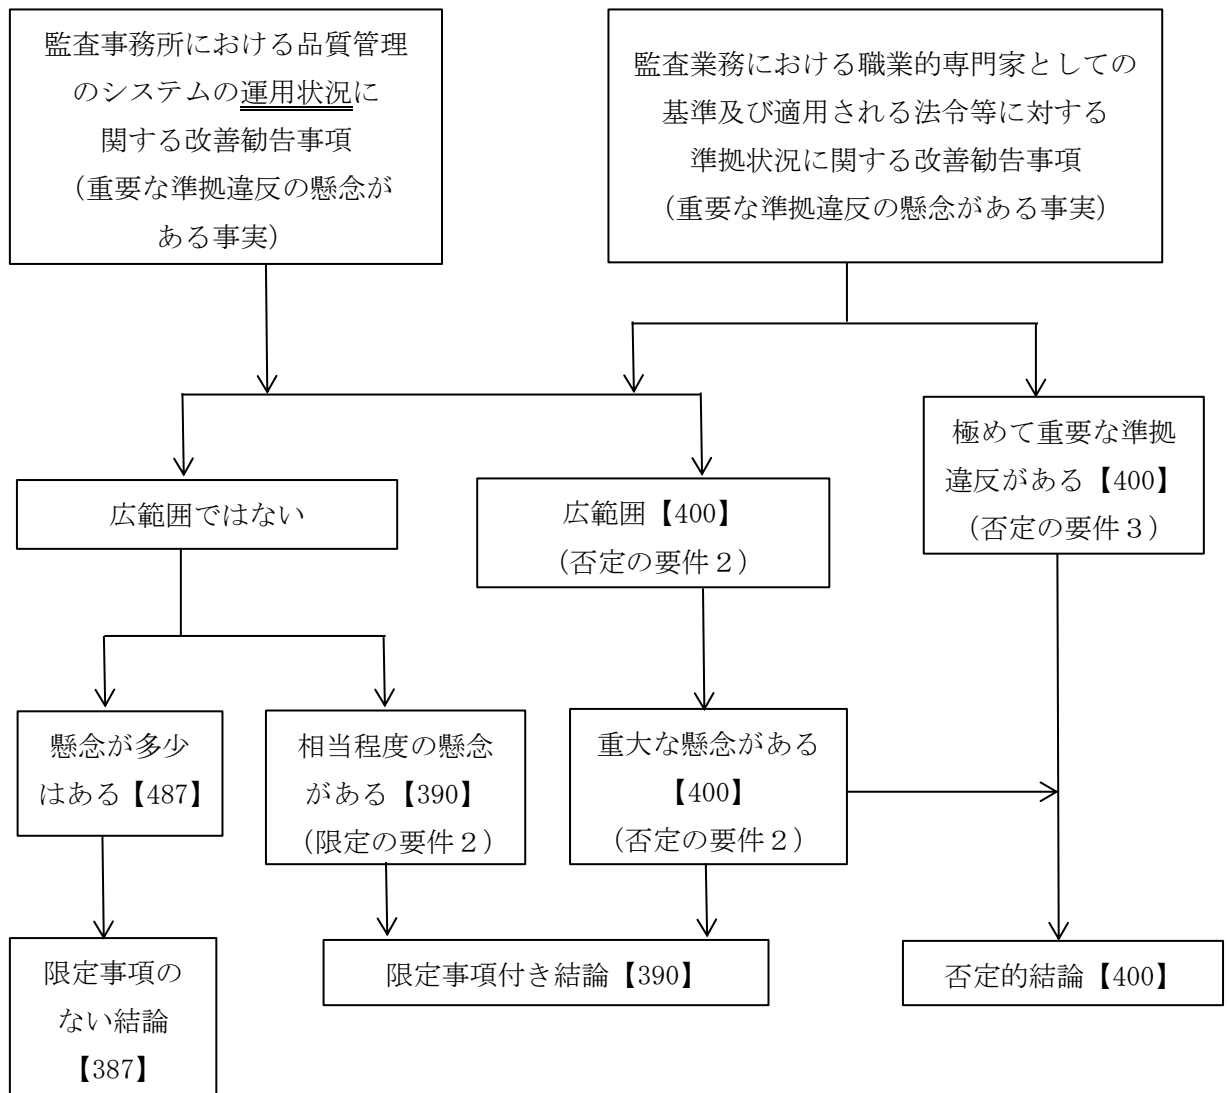 監査事務所における品質管理
のシステムの運用状況に
関する改善勧告事項
(重要な準拠違反の懸念が
ある事実)
監査業務における職業的専門家としての
基準及び適用される法令等に対する
準拠状況に関する改善勧告事項
(重要な準拠違反の懸念がある事実)
極めて重要な準拠
違反がある【400】
(否定の要件3)
広範囲ではない
広範囲【400】
(否定の要件2)
懸念が多少
はある【487】
相当程度の懸念
がある【390】
(限定の要件2)
重大な懸念がある
【400】
(否定の要件2)
限定事項の
ない結論
【387】
限定事項付き結論【390】
否定的結論【400】